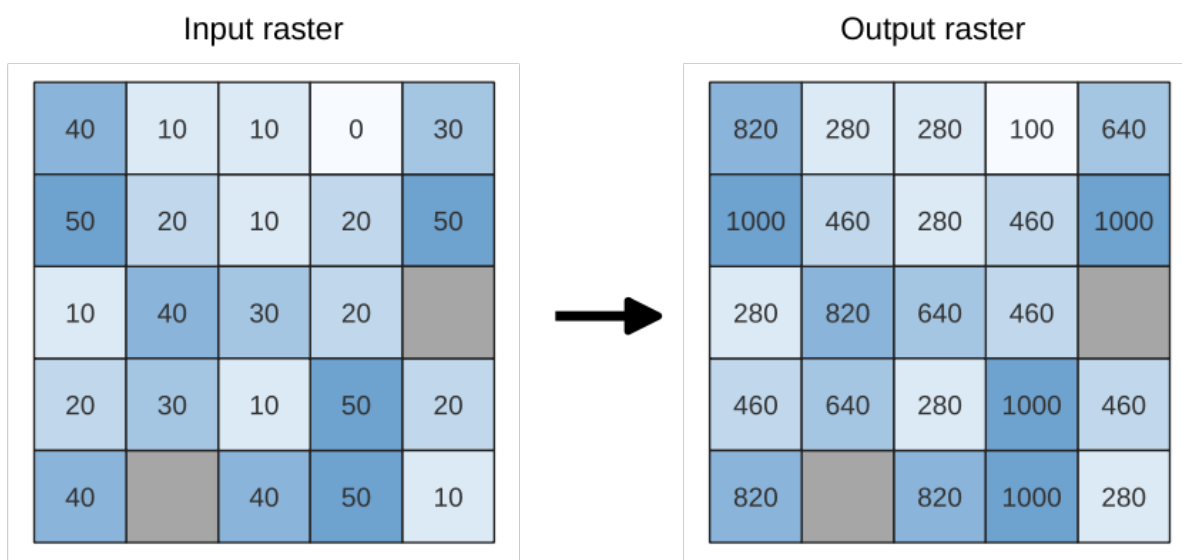 Input raster
Output raster
40 10 10 0 30
820 280 280 100 640
50 20 10 20 50
1000 460 280 460 1000
10 40 30 20
280 820 640 460
20 30 10 50 20
460 640 280 1000 460
40 40 50 10
820 820 1000 280